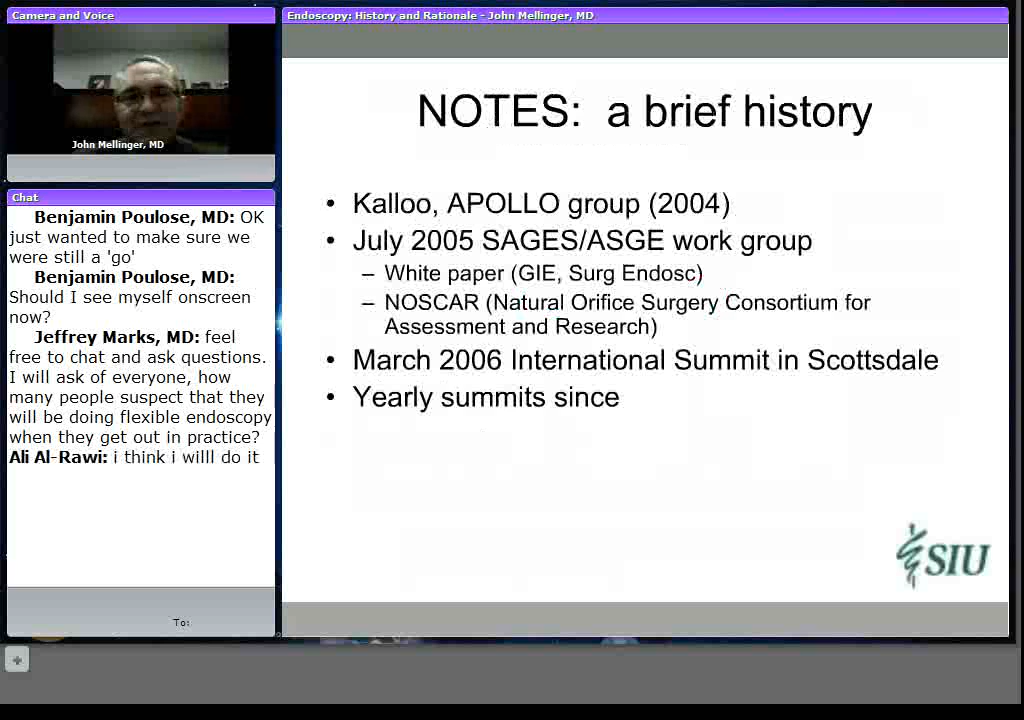 Camera and Voice
John Mellinger, MD
Chat
Benjamin Poulose, MD: OK
just wanted to make sure we
were still a 'go'
Benjamin Poulose, MD:
Should I see myself onscreen
now?
Jeffrey Marks, MD: feel
free to chat and ask questions.
I will ask of everyone, how
many people suspect that they
will be doing flexible endoscopy
when they get out in practice?
Ali Al-Rawi: i think i willl do it
To:
Endoscopy: History and Rationale - John Mellinger, MD
NOTES: a brief history
• Kalloo, APOLLO group (2004)
• July 2005 SAGES/ASGE work group
– White paper (GIE, Surg Endosc)
– NOSCAR (Natural Orifice Surgery Consortium for
Assessment and Research)
• March 2006 International Summit in Scottsdale
• Yearly summits since
SIU